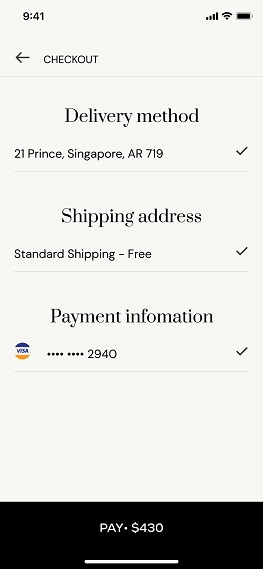 9:41
CHECKOUT
Delivery method
21 Prince, Singapore, AR 719
Shipping address
Standard Shipping - Free
Payment infomation
VISA •••• •••• 2940
PAY• $430